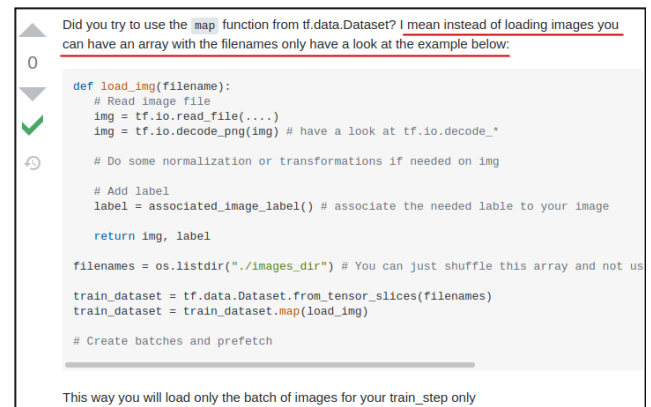 Did you try to use the map function from tf.data.Dataset? I mean instead of loading images you
can have an array with the filenames only have a look at the example below:
0
def load_img(filename):
# Read image file
img = tf.io.read_file(....)
img = tf.io.decode_png(img) # have a look at tf.io.decode_*
# Do some normalization or transformations if needed on img
# Add label
label = associated_image_label() # associate the needed lable to your image
return img, label
filenames = os.listdir("./images_dir") # You can just shuffle this array and not us
train_dataset = tf.data.Dataset.from_tensor_slices(filenames)
train_dataset = train_dataset.map(load_img)
# Create batches and prefetch
This way you will load only the batch of images for your train_step only